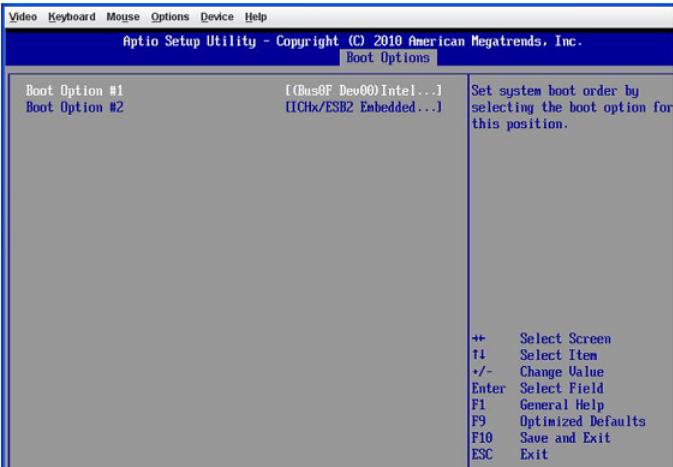 Video Keyboard Mouse Options Device Help
Aptio Setup Utility - Copyright (C) 2010 American Megatrends, Inc.
Boot Options
Boot Option #1 [(Bus0F Dev00)Intel...] Set system boot order by
Boot Option #2 [ICHx/ESB2 Embedded...] selecting the boot option for
this position.
→← Select Screen
↑↓ Select Item
+/- Change Value
Enter Select Field
F1 General Help
F9 Optimized Defaults
F10 Save and Exit
ESC Exit